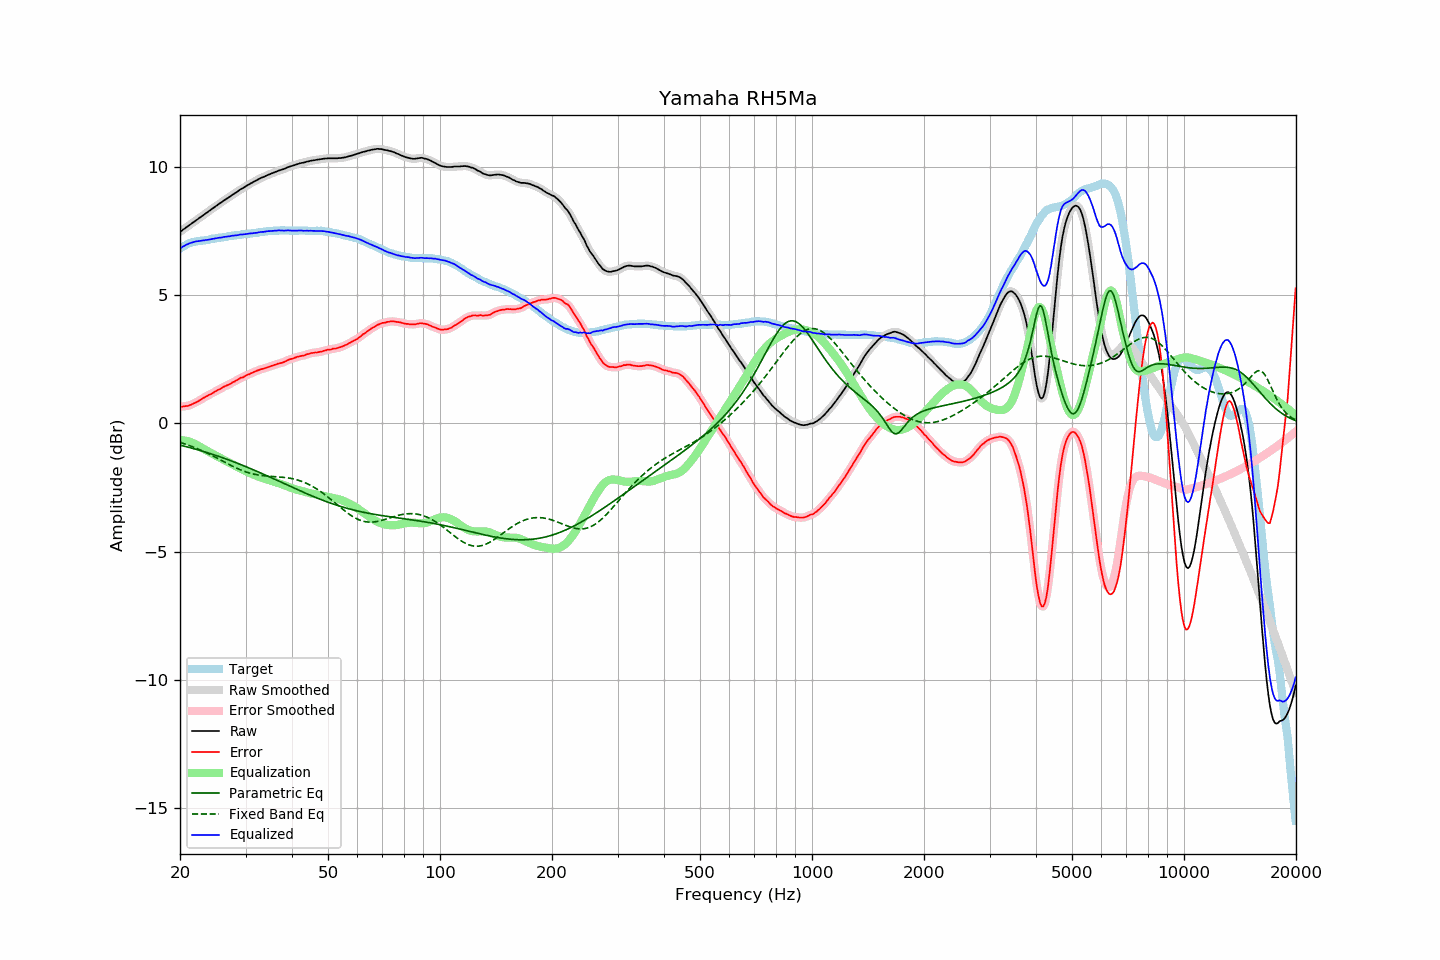 Yamaha RH5Ma
Amplitude (dBr)
10
5
0
−5
−10
−15
Target
Raw Smoothed
Error Smoothed
Raw
Error
Equalization
Parametric Eq
Fixed Band Eq
Equalized
20 50 100 200 500 1000 2000 5000 10000 20000
Frequency (Hz)